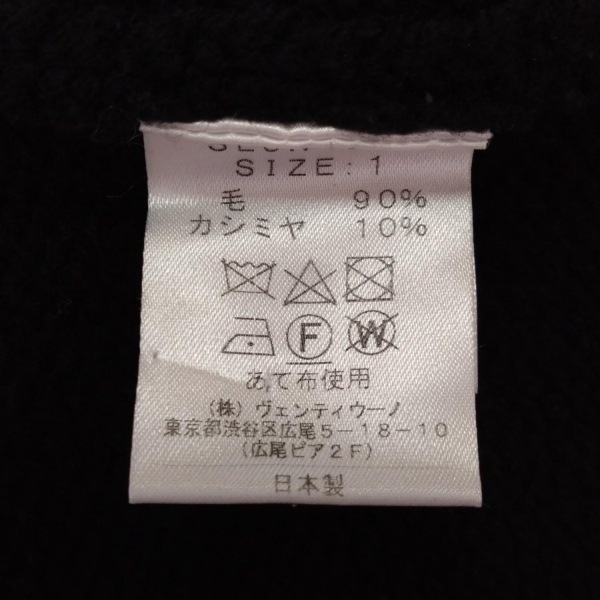 SIZE:1
毛 90%
カシミヤ 10%
F W
あて布使用
(株) ヴェンティウーノ
東京都渋谷区広尾5-18-10
(広尾ピア2F)
日本製